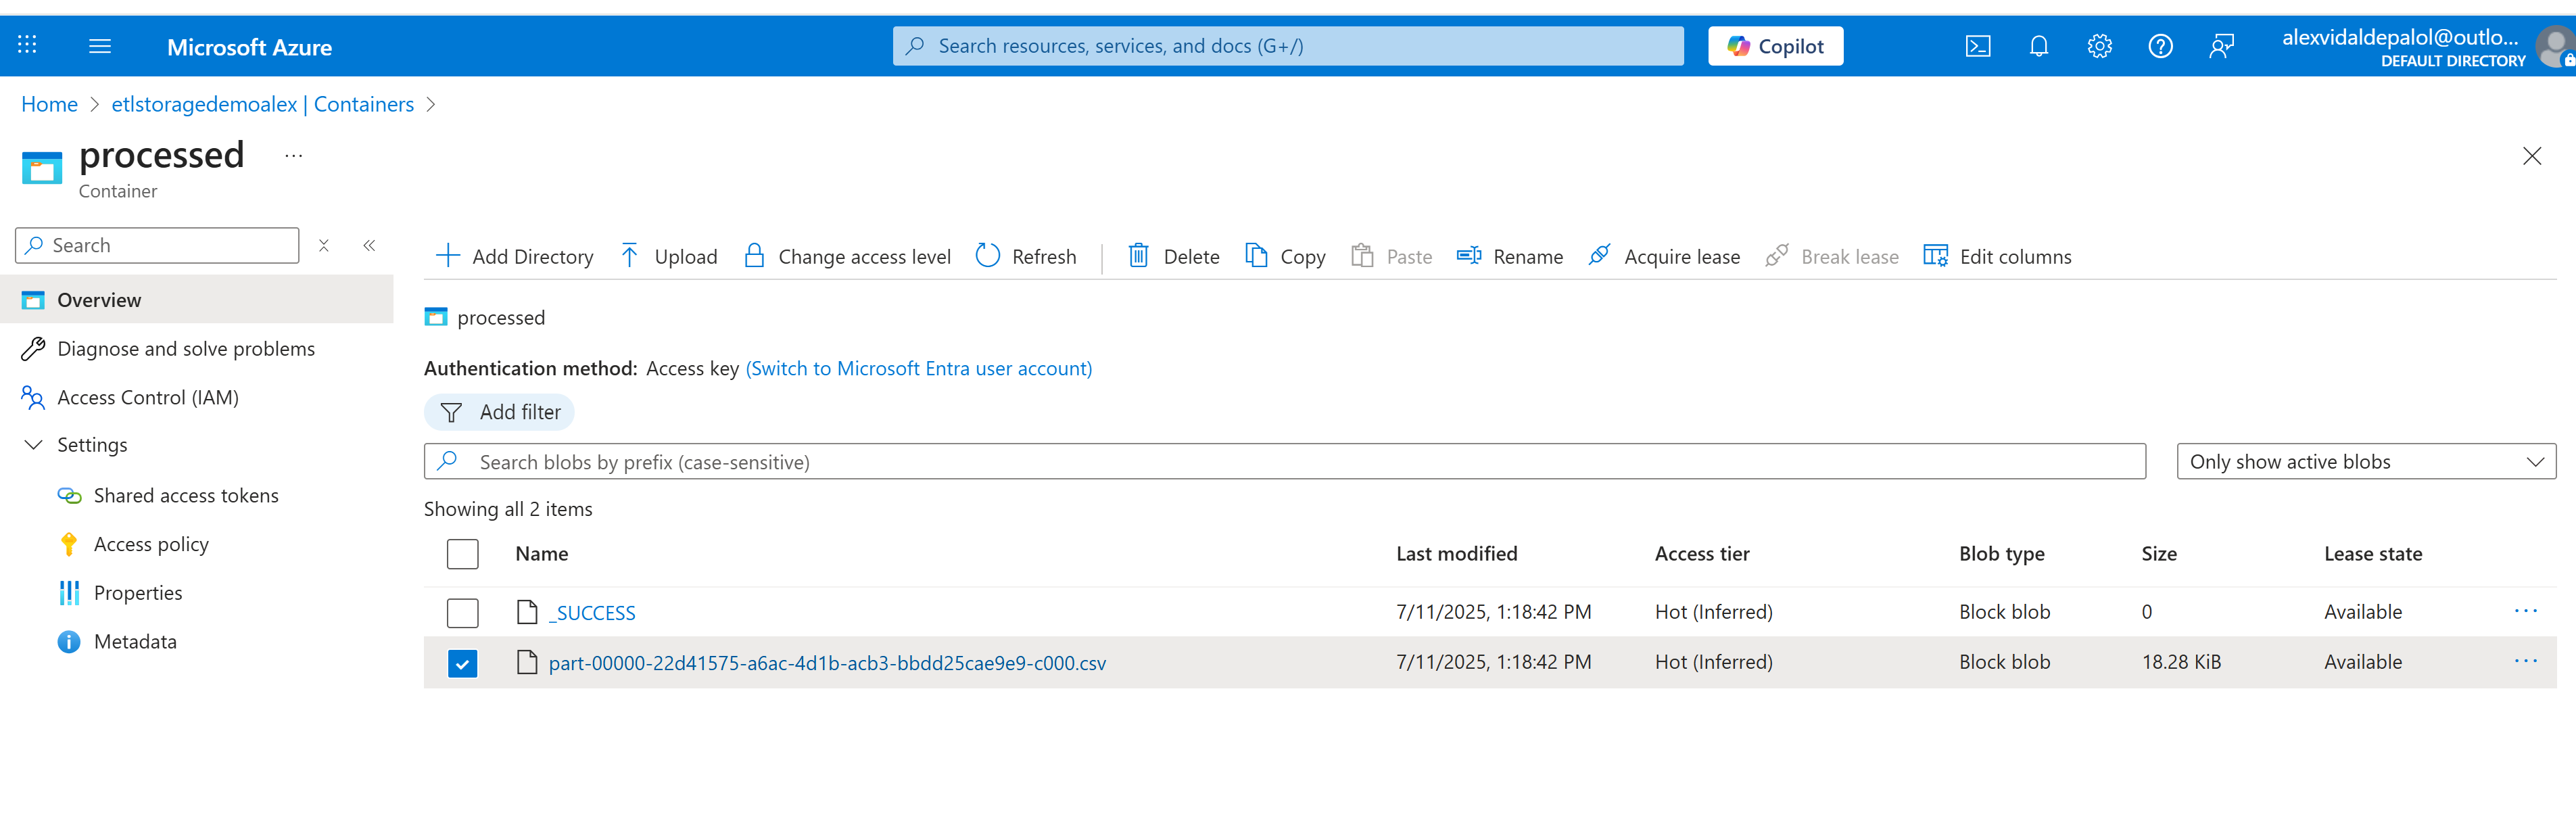 Microsoft Azure
Search resources, services, and docs (G+/)
Copilot
alexvidaldepalol@outlo...
DEFAULT DIRECTORY
Home > etlstoragedemoalex | Containers >
processed ...
Container
Search
Overview
Diagnose and solve problems
Access Control (IAM)
Settings
Shared access tokens
Access policy
Properties
Metadata
Add Directory Upload Change access level Refresh Delete Copy Paste Rename Acquire lease Break lease Edit columns
processed
Authentication method: Access key (Switch to Microsoft Entra user account)
Add filter
Search blobs by prefix (case-sensitive)
Only show active blobs
Showing all 2 items
Name Last modified Access tier Blob type Size Lease state
_SUCCESS 7/11/2025, 1:18:42 PM Hot (Inferred) Block blob 0 Available ...
part-00000-22d41575-a6ac-4d1b-acb3-bbdd25cae9e9-c000.csv 7/11/2025, 1:18:42 PM Hot (Inferred) Block blob 18.28 KiB Available ...